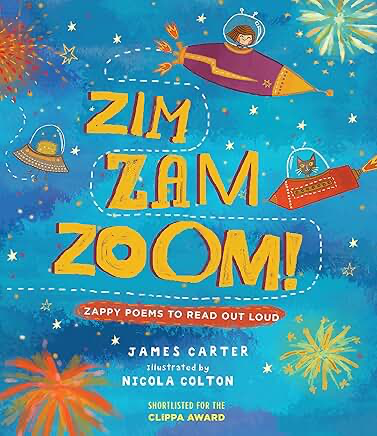 ZIM
ZAM
ZOOM!
ZAPPY POEMS TO READ OUT LOUD
JAMES CARTER
Illustrated by
NICOLA COLTON
SHORTLISTED FOR THE
CLiPPA AWARD